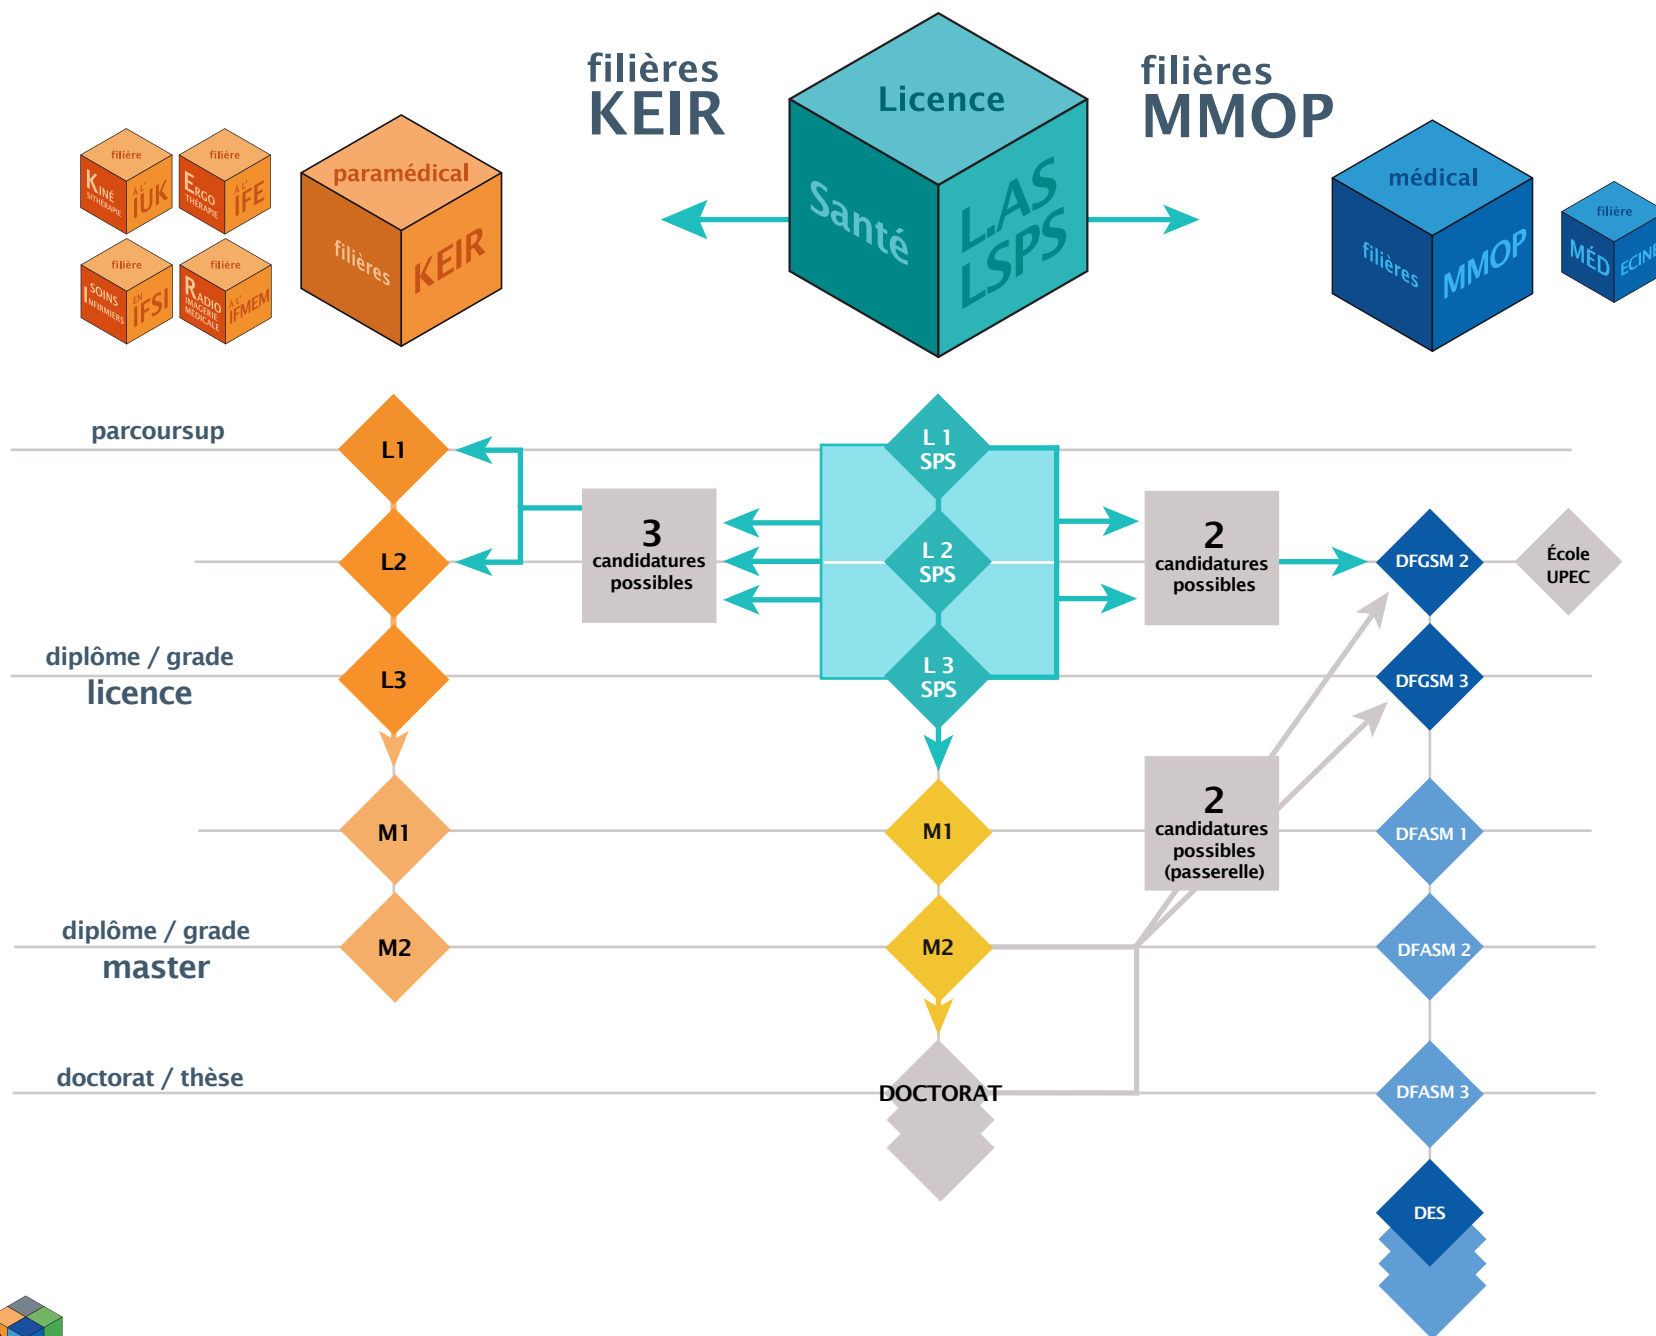 filières
KEIR
filières
MMOP
Licence
Santé
L.AS
LSPS
filière
KINÉ
SITHÉRAPIE
À L'
iUK
filière
ERGO
THÉRAPIE
À L'
iFE
filière
SOINS
INFIRMIERS
EN
iFSI
filière
RADIO
IMAGERIE
MÉDICALE
À L'
IFMEM
paramédical
filières
KEIR
médical
filières
MMOP
filière
MÉD
ECINE
parcoursup
L1
L 1
SPS
3
candidatures
possibles
2
candidatures
possibles
L2
L 2
SPS
DFGSM 2
École
UPEC
diplôme / grade
licence
L3
L 3
SPS
DFGSM 3
2
candidatures
possibles
(passerelle)
M1
M1
DFASM 1
diplôme / grade
master
M2
M2
DFASM 2
doctorat / thèse
DOCTORAT
DFASM 3
DES